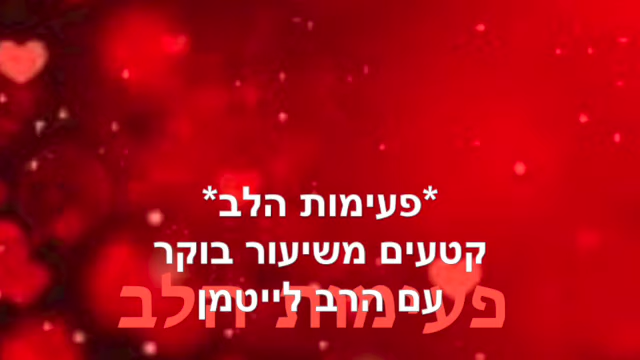 *פעימות הלב*
קטעים משיעור בוקר
עם הרב לייטמן
פעימות הלב